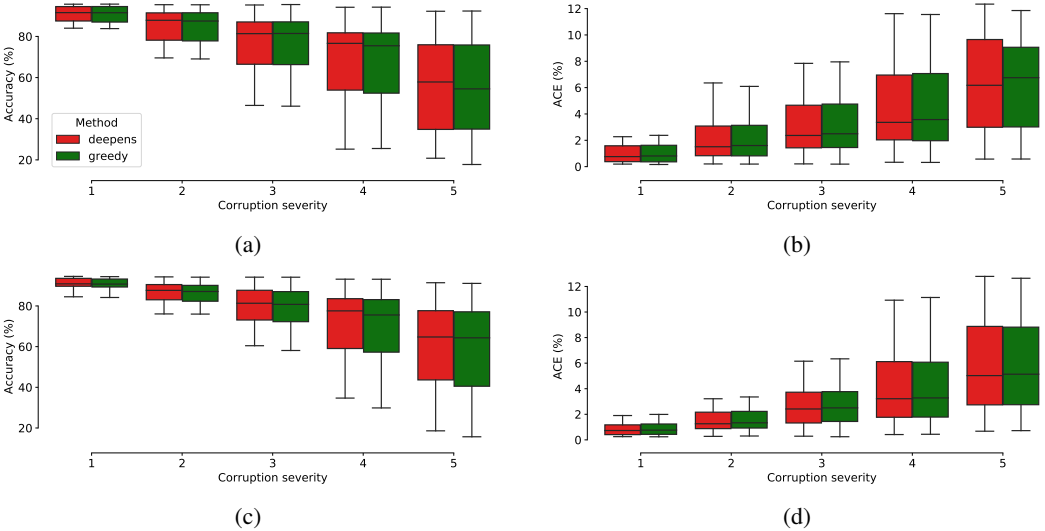 80
60
40
20
Accuracy (%)
Method
deepens
greedy
1 2 3 4 5
Corruption severity
(a)
12
10
8
6
4
2
0
ACE (%)
1 2 3 4 5
Corruption severity
(b)
80
60
40
20
Accuracy (%)
1 2 3 4 5
Corruption severity
(c)
12
10
8
6
4
2
0
ACE (%)
1 2 3 4 5
Corruption severity
(d)